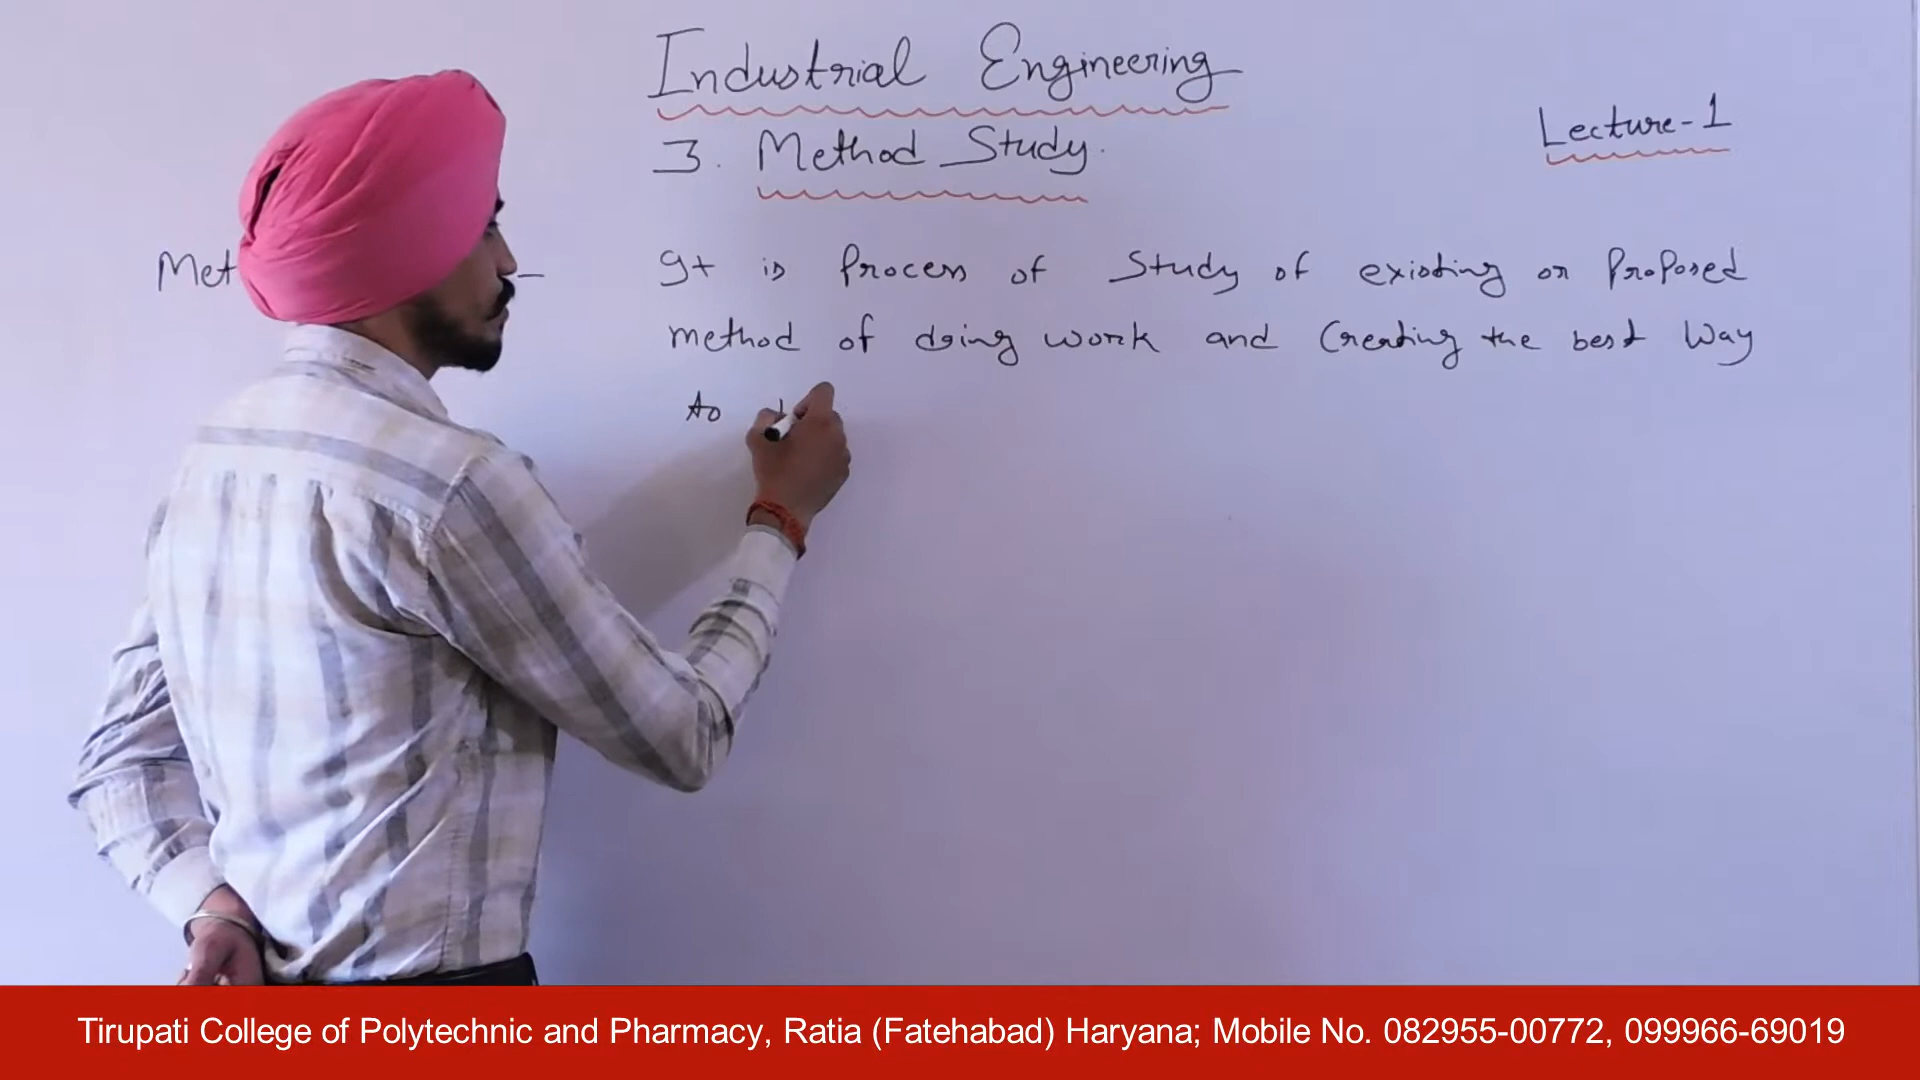 Industrial Engineering
Lecture-1
3. Method Study.
Met
It is Process of Study of existing or Proposed
method of doing work and Creating the best Way
to
Tirupati College of Polytechnic and Pharmacy, Ratia (Fatehabad) Haryana; Mobile No. 082955-00772, 099966-69019